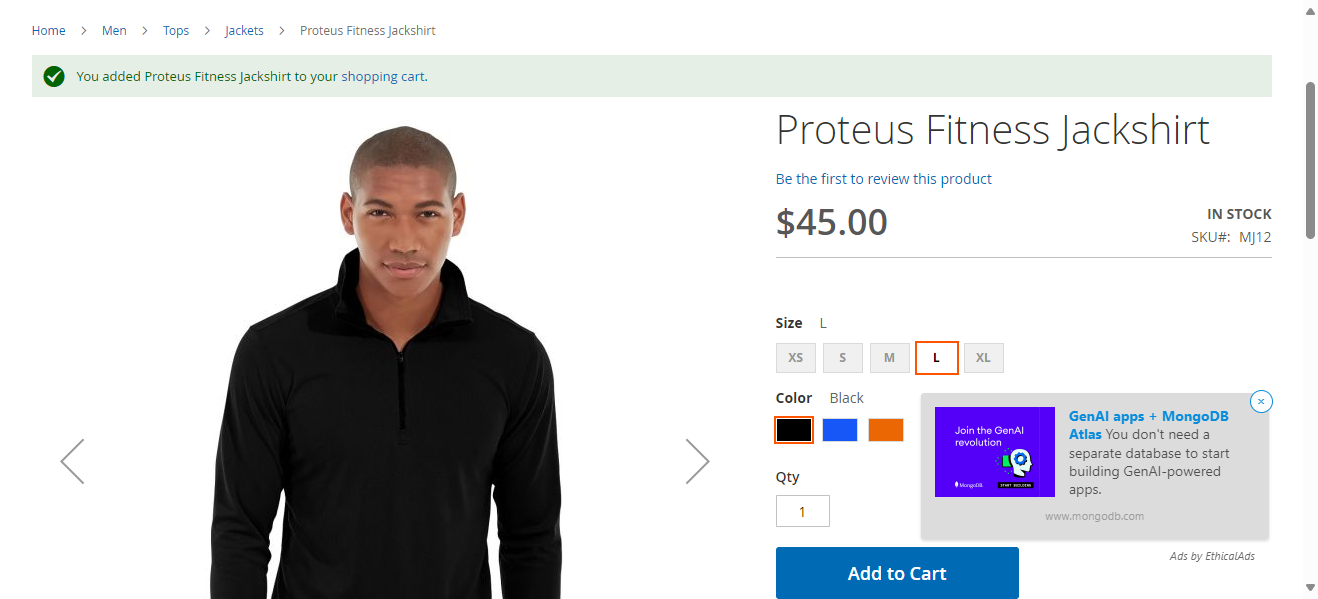 Home > Men > Tops > Jackets > Proteus Fitness Jackshirt
You added Proteus Fitness Jackshirt to your shopping cart.
Proteus Fitness Jackshirt
Be the first to review this product
$45.00
IN STOCK
SKU#: MJ12
Size L
XS S M L XL
Color Black
Qty
1
Add to Cart
Join the GenAI
revolution
MongoDB
START BUILDING
GenAI apps + MongoDB
Atlas You don't need a
separate database to start
building GenAI-powered
apps.
www.mongodb.com
Ads by EthicalAds